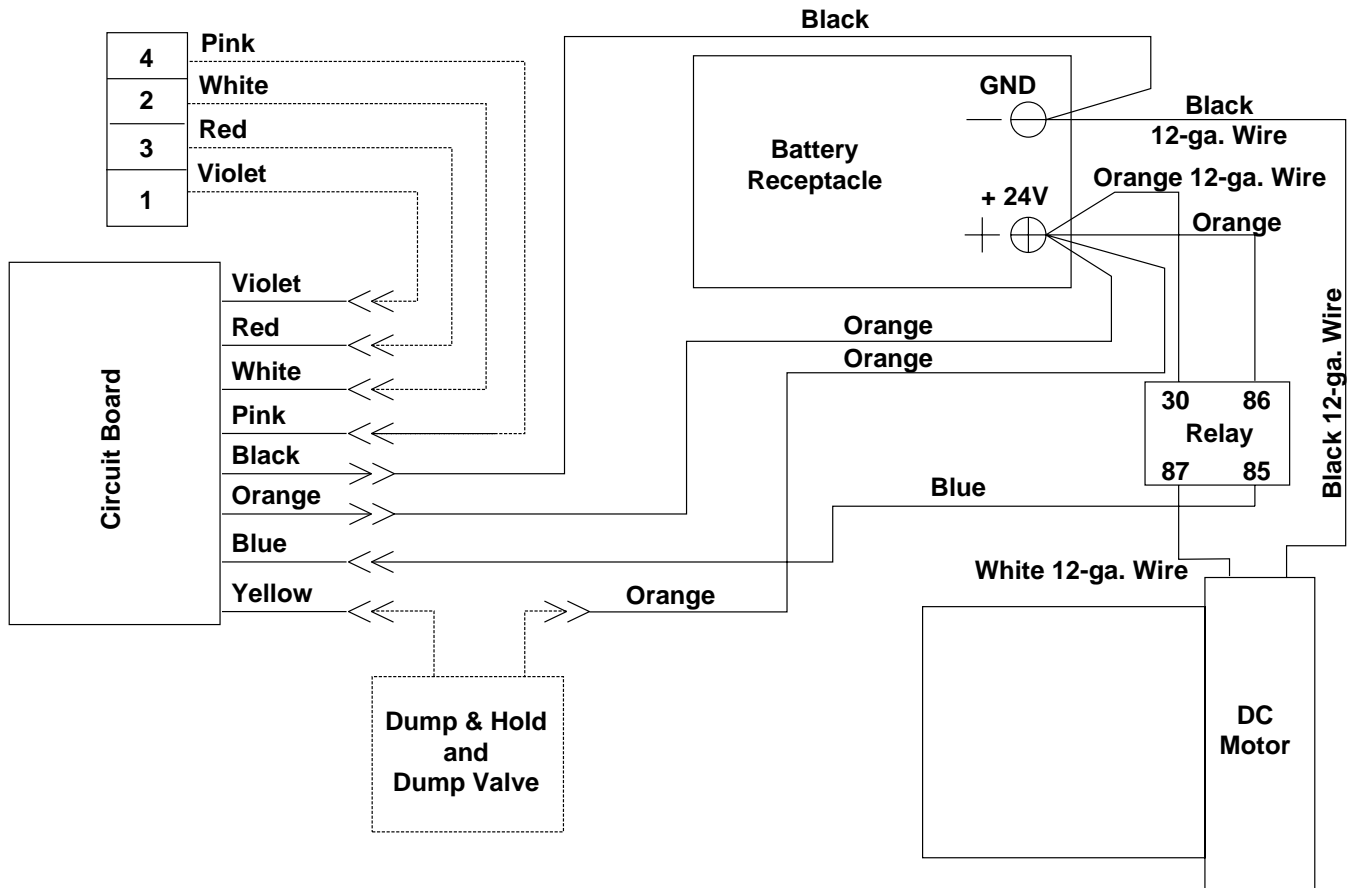 Black
Pink
4
White
2
Red
3
Violet
1
GND
Black
12-ga. Wire
Battery
Receptacle
Orange 12-ga. Wire
+ 24V
Orange
Black 12-ga. Wire
Circuit Board
Violet
Red
White
Pink
Black
Orange
Blue
Yellow
Orange
Orange
30 86
Relay
87 85
Blue
White 12-ga. Wire
Orange
Dump & Hold
and
Dump Valve
DC
Motor